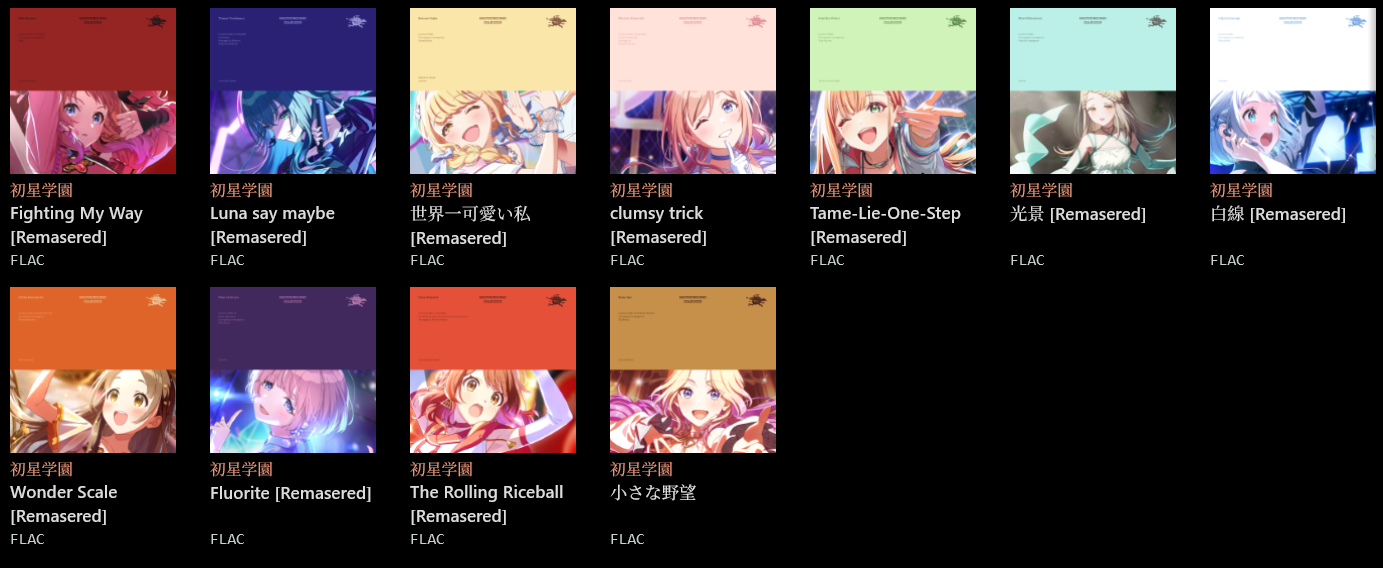 初星学園
Fighting My Way
[Remasered]
FLAC
初星学園
Luna say maybe
[Remasered]
FLAC
初星学園
世界一可愛い私
[Remasered]
FLAC
初星学園
clumsy trick
[Remasered]
FLAC
初星学園
Tame-Lie-One-Step
[Remasered]
FLAC
初星学園
光景 [Remasered]
FLAC
初星学園
白線 [Remasered]
FLAC
初星学園
Wonder Scale
[Remasered]
FLAC
初星学園
Fluorite [Remasered]
FLAC
初星学園
The Rolling Riceball
[Remasered]
FLAC
初星学園
小さな野望
FLAC